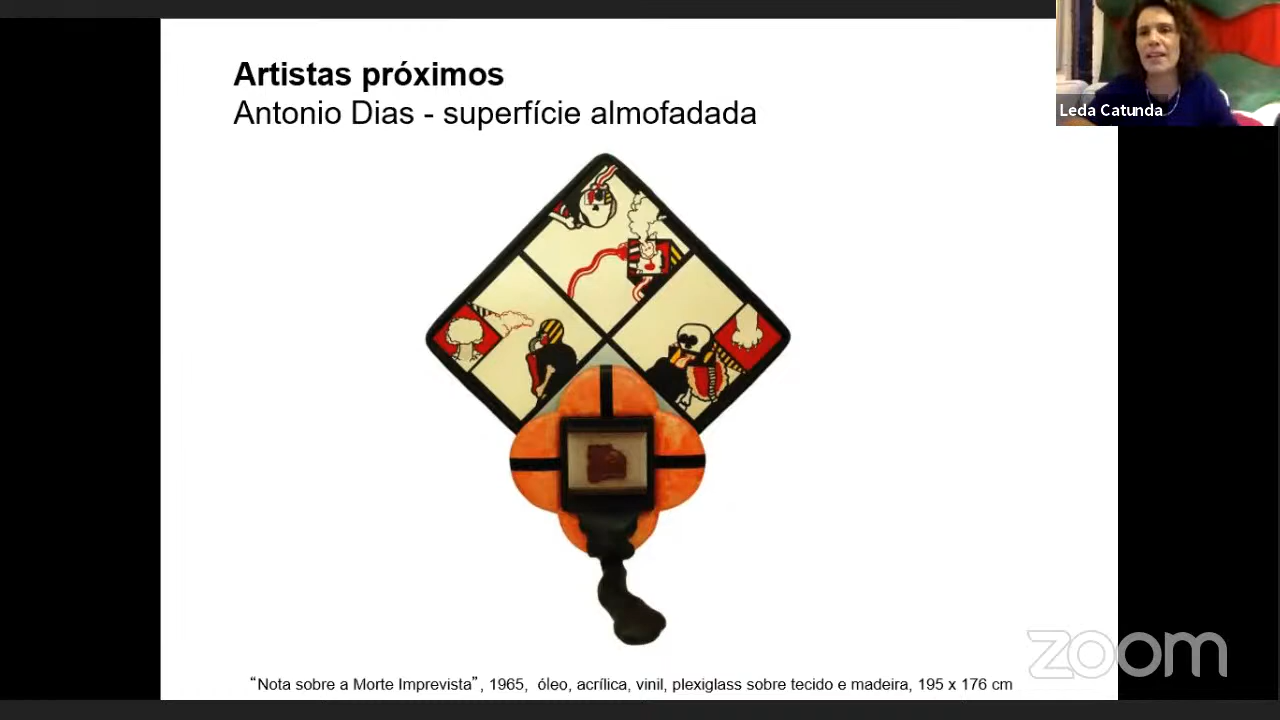 Artistas próximos
Antonio Dias - superfície almofadada
Leda Catunda
“Nota sobre a Morte Imprevista”, 1965, óleo, acrílica, vinil, plexiglass sobre tecido e madeira, 195 x 176 cm
zoom